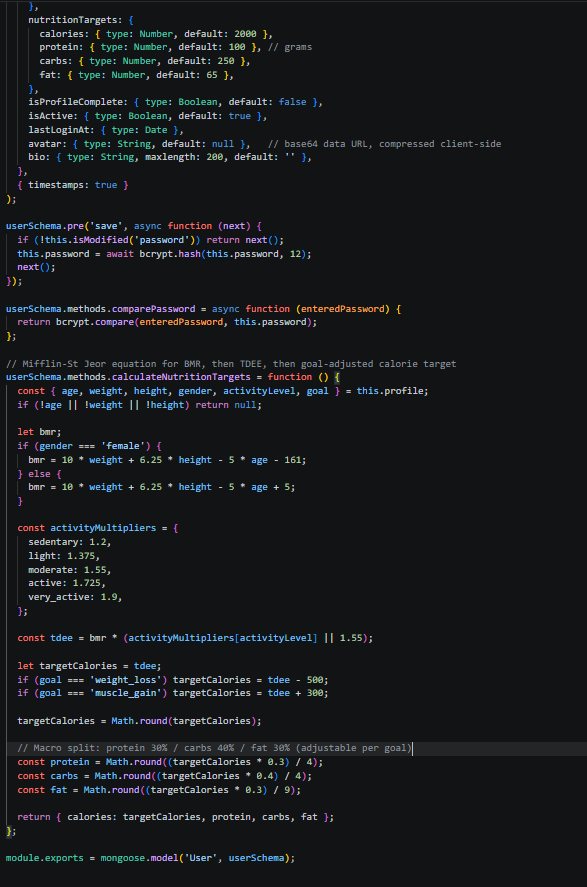 },
nutritionTargets: {
calories: { type: Number, default: 2000 },
protein: { type: Number, default: 100 }, // grams
carbs: { type: Number, default: 250 },
fat: { type: Number, default: 65 },
},
isProfileComplete: { type: Boolean, default: false },
isActive: { type: Boolean, default: true },
lastLoginAt: { type: Date },
avatar: { type: String, default: null },   // base64 data URL, compressed client-side
bio: { type: String, maxlength: 200, default: '' },
},
{ timestamps: true }
);
userSchema.pre('save', async function (next) {
if (!this.isModified('password')) return next();
this.password = await bcrypt.hash(this.password, 12);
next();
});
userSchema.methods.comparePassword = async function (enteredPassword) {
return bcrypt.compare(enteredPassword, this.password);
};
// Mifflin-St Jeor equation for BMR, then TDEE, then goal-adjusted calorie target
userSchema.methods.calculateNutritionTargets = function () {
const { age, weight, height, gender, activityLevel, goal } = this.profile;
if (!age || !weight || !height) return null;
let bmr;
if (gender === 'female') {
bmr = 10 * weight + 6.25 * height - 5 * age - 161;
} else {
bmr = 10 * weight + 6.25 * height - 5 * age + 5;
}
const activityMultipliers = {
sedentary: 1.2,
light: 1.375,
moderate: 1.55,
active: 1.725,
very_active: 1.9,
};
const tdee = bmr * (activityMultipliers[activityLevel] || 1.55);
let targetCalories = tdee;
if (goal === 'weight_loss') targetCalories = tdee - 500;
if (goal === 'muscle_gain') targetCalories = tdee + 300;
targetCalories = Math.round(targetCalories);
// Macro split: protein 30% / carbs 40% / fat 30% (adjustable per goal)
const protein = Math.round((targetCalories * 0.3) / 4);
const carbs = Math.round((targetCalories * 0.4) / 4);
const fat = Math.round((targetCalories * 0.3) / 9);
return { calories: targetCalories, protein, carbs, fat };
};
module.exports = mongoose.model('User', userSchema);